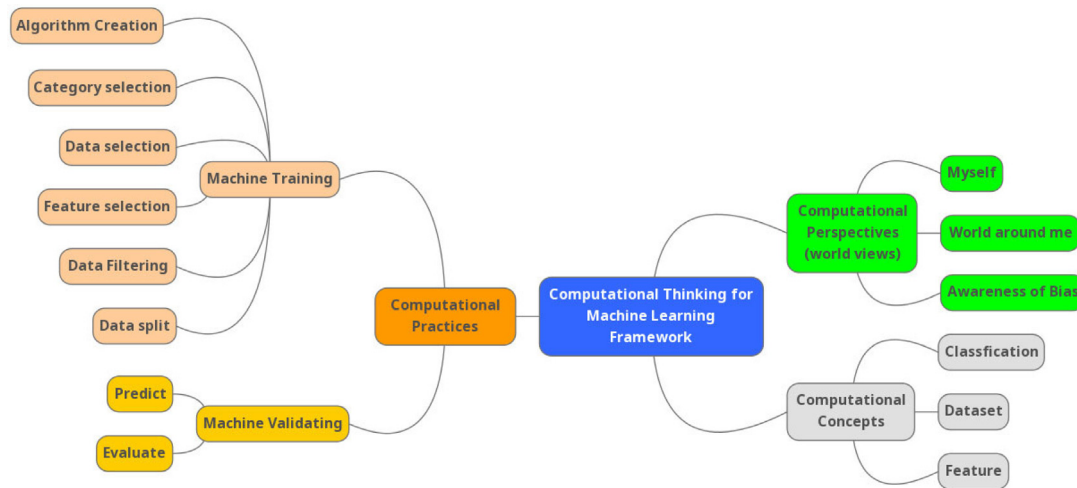 Algorithm Creation
Category selection
Data selection
Machine Training
Feature selection
Data Filtering
Data split
Computational
Practices
Predict
Machine Validating
Evaluate
Computational Thinking for
Machine Learning
Framework
Computational
Perspectives
(world views)
Myself
World around me
Awareness of Bias
Computational
Concepts
Classfication
Dataset
Feature